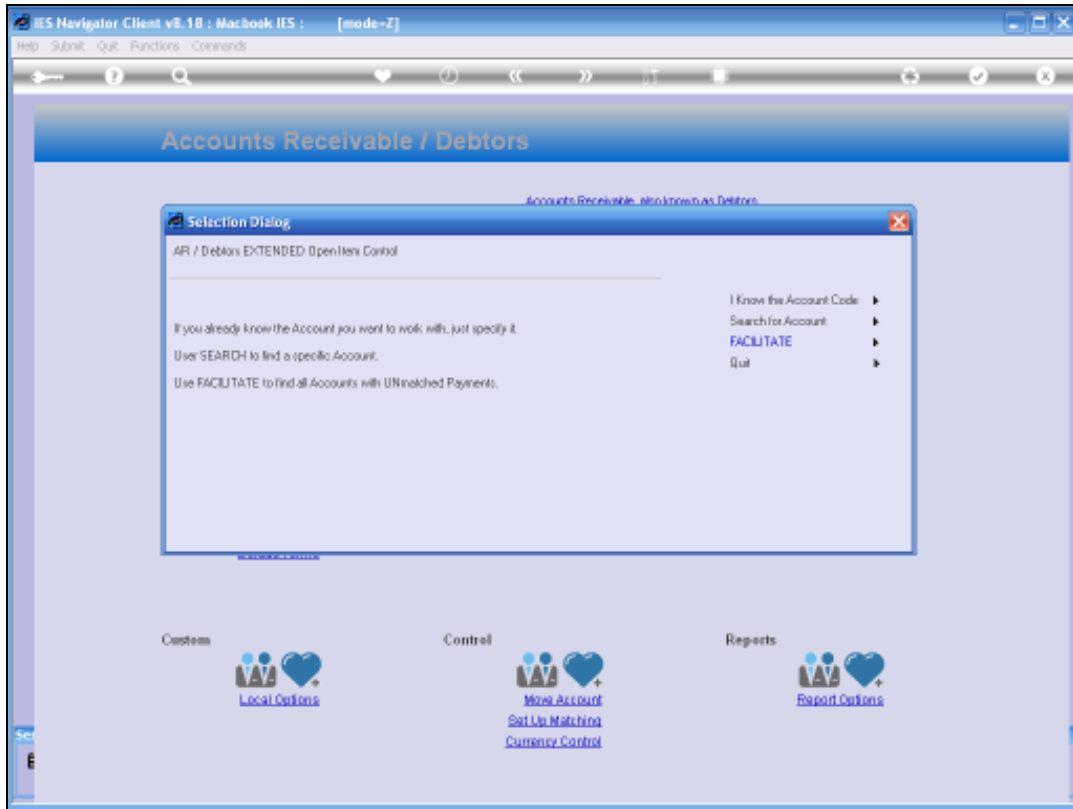 IES Navigator Client v8.18 : Macbook IES : [mode=Z]
Help Submit Quit Functions Commands
Accounts Receivable / Debtors
Accounts Receivable, also known as Debtors
Selection Dialog
AR / Debtors EXTENDED Open Item Control
I Know the Account Code
Search for Account
If you already know the Account you want to work with, just specify it.
FACILITATE
User SEARCH to find a specific Account.
Quit
Use FACILITATE to find all Accounts with UNmatched Payments.
Custom Control Reports
Local Options Move Account Report Options
Set Up Matching
Currency Control